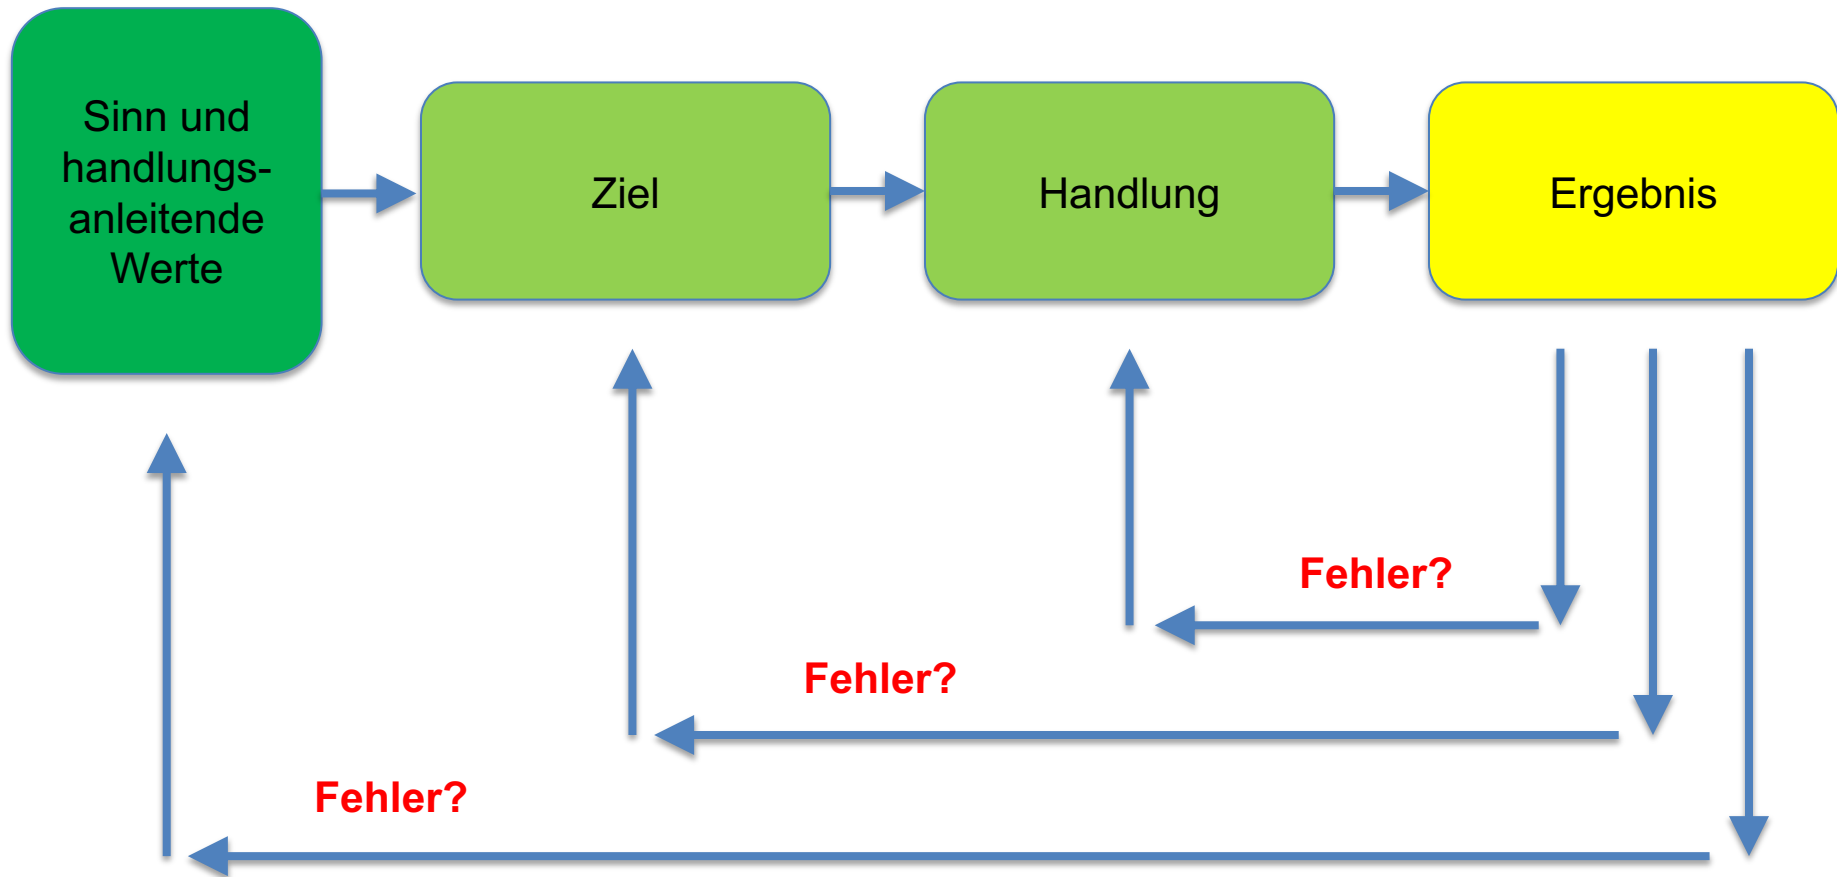 Sinn und
handlungs-
anleitende
Werte
Ziel
Handlung
Ergebnis
Fehler?
Fehler?
Fehler?